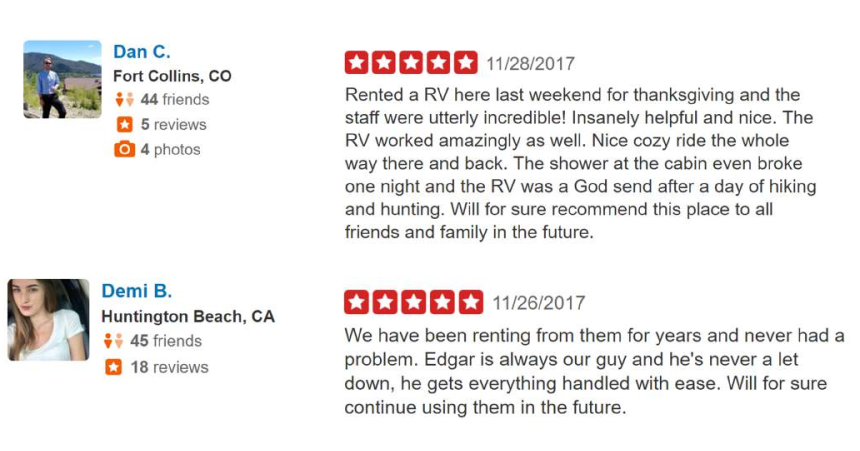 Dan C.
Fort Collins, CO
44 friends
5 reviews
4 photos
11/28/2017
Rented a RV here last weekend for thanksgiving and the
staff were utterly incredible! Insanely helpful and nice. The
RV worked amazingly as well. Nice cozy ride the whole
way there and back. The shower at the cabin even broke
one night and the RV was a God send after a day of hiking
and hunting. Will for sure recommend this place to all
friends and family in the future.
Demi B.
Huntington Beach, CA
45 friends
18 reviews
11/26/2017
We have been renting from them for years and never had a
problem. Edgar is always our guy and he's never a let
down, he gets everything handled with ease. Will for sure
continue using them in the future.